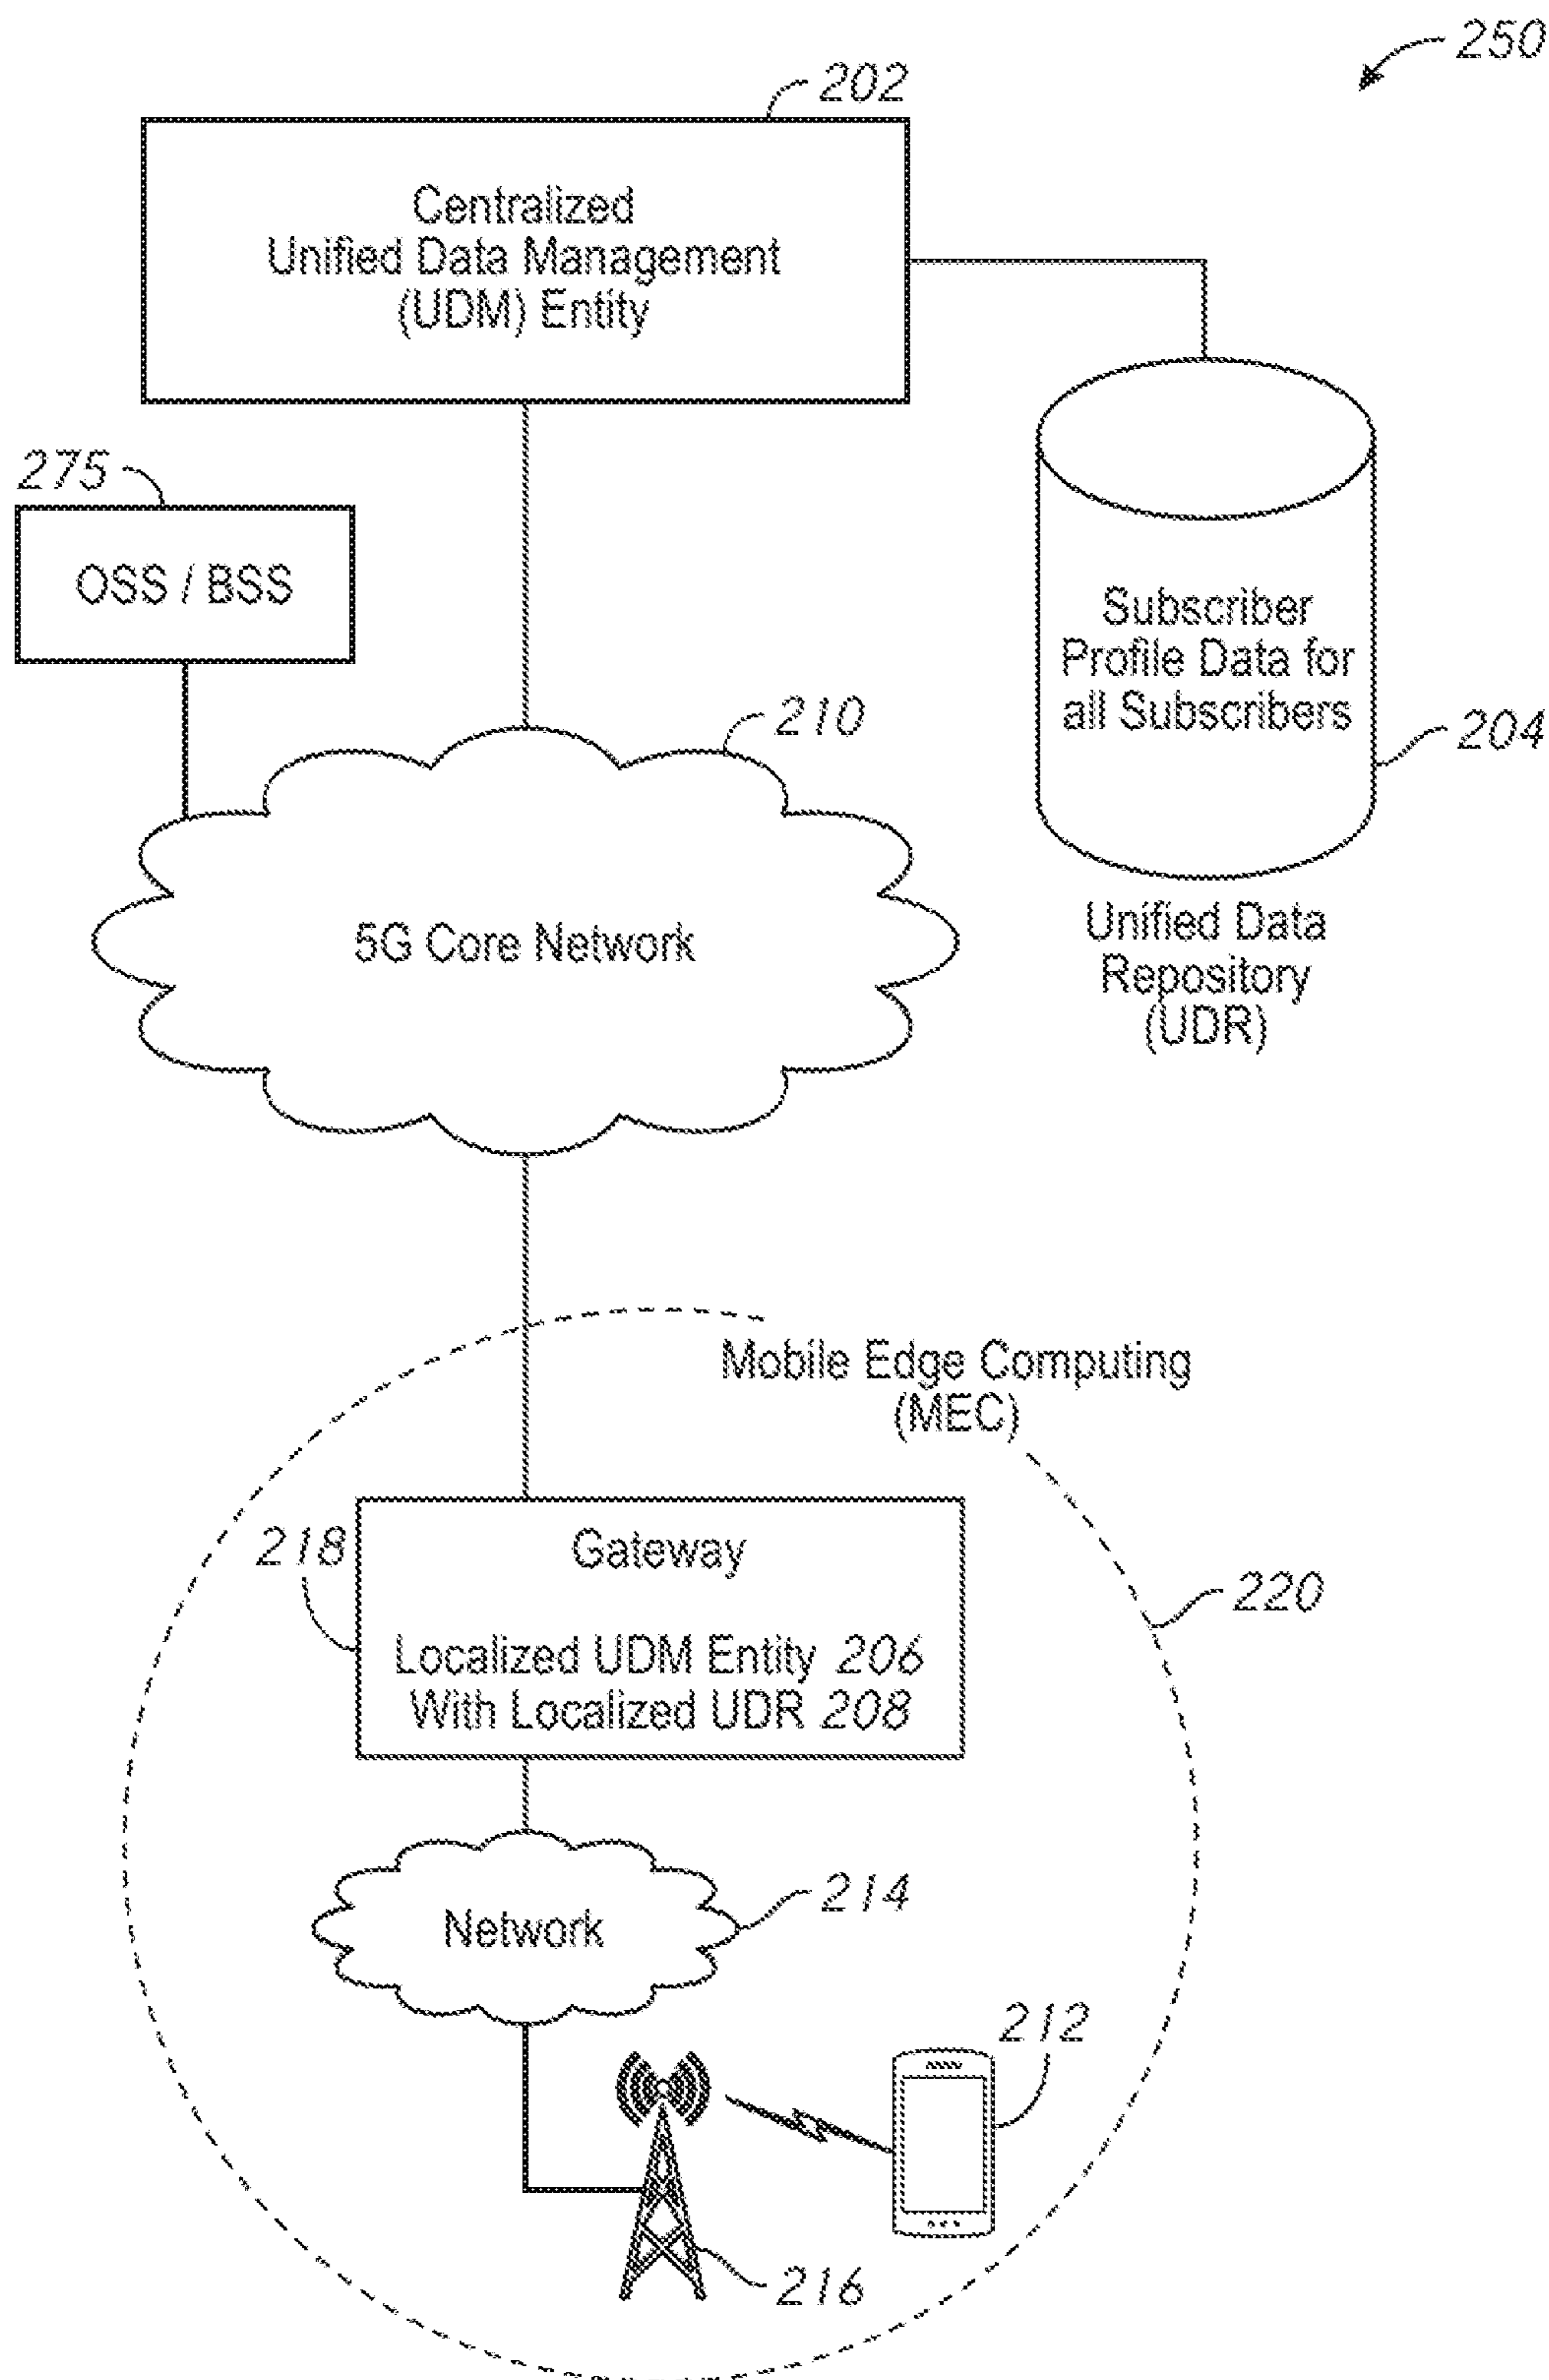 250
202
Centralized
Unified Data Management
(UDM) Entity
275
OSS / BSS
Subscriber
Profile Data for
all Subscribers
204
210
5G Core Network
Unified Data
Repository
(UDR)
Mobile Edge Computing
(MEC)
218
Gateway
220
Localized UDM Entity 206
With Localized UDR 208
214
Network
212
216